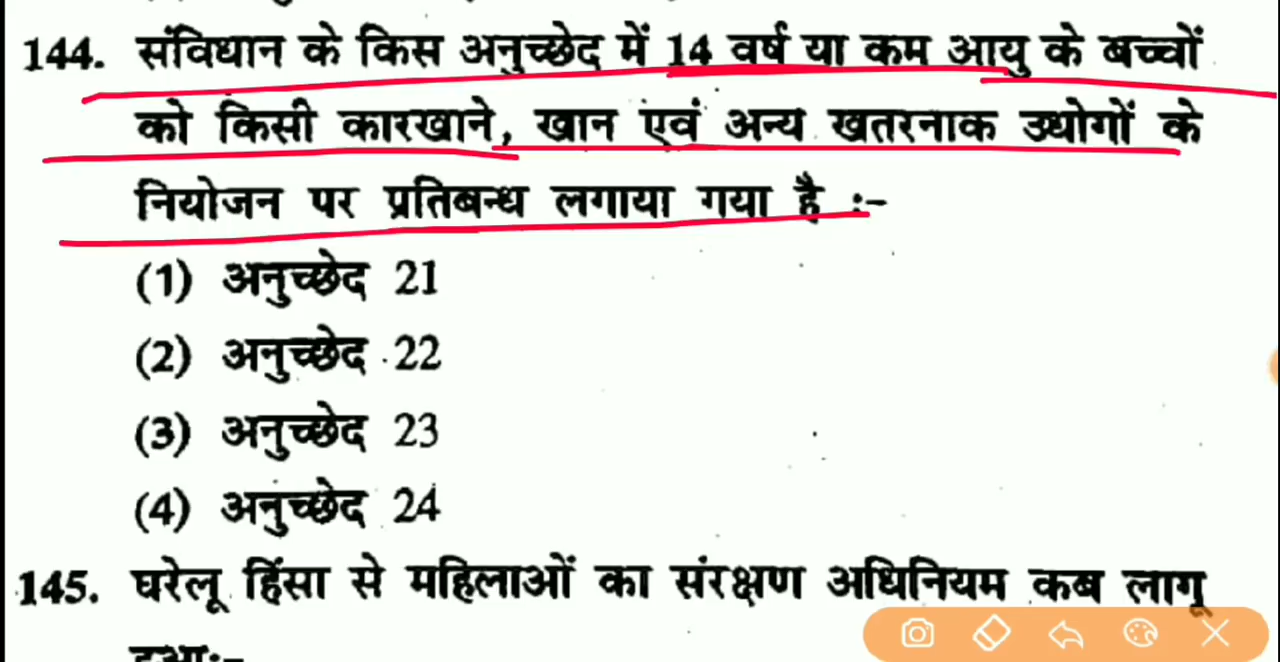 144. संविधान के किस अनुच्छेद में 14 वर्ष या कम आयु के बच्चों
को किसी कारखाने, खान एवं अन्य खतरनाक उधोगों के
नियोजन पर प्रतिबन्ध लगाया गया है :-
(1) अनुच्छेद 21
(2) अनुच्छेद 22
(3) अनुच्छेद 23
(4) अनुच्छेद 24
145. घरेलू हिंसा से महिलाओं का संरक्षण अधिनियम कब लागू
हुआ:-